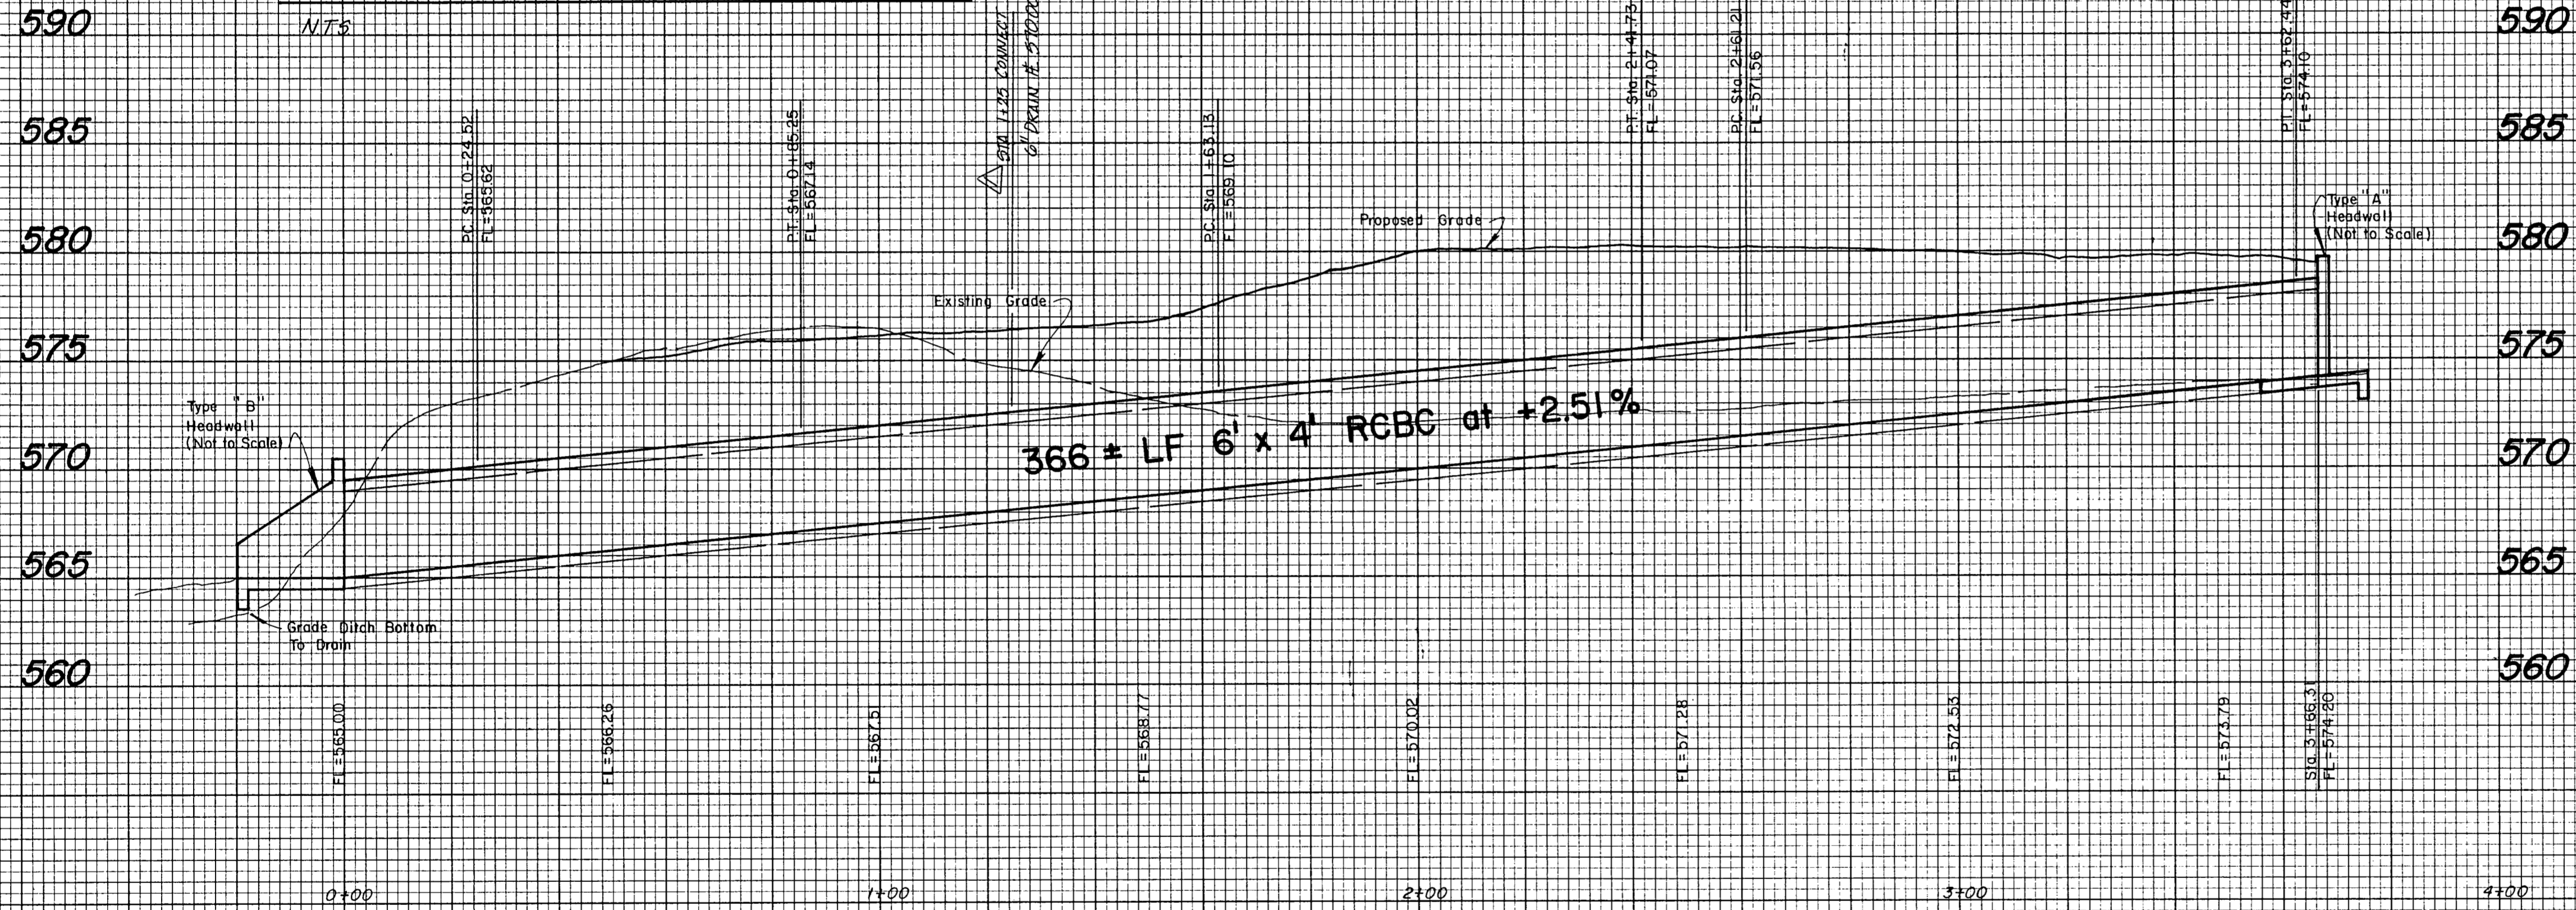 590
590
NTS
STA 1+25 CONNECT
6" DRAIN
P.T. Sta. 2+41.73
FL=571.07
P.C. Sta. 2+61.21
FL=571.56
P.T. Sta. 3+62.44
FL=574.10
585
585
P.C. Sta. 0+24.52
FL=565.62
P.T. Sta. 0+85.25
FL=567.14
P.C. Sta. 1+63.13
FL=569.10
580
580
Proposed Grade
Type "A"
Headwall
(Not to Scale)
Existing Grade
575
575
Type "B"
Headwall
(Not to Scale)
366 ± LF 6' x 4' RCBC at +2.51%
570
570
565
565
Grade Ditch Bottom
To Drain
560
560
FL=565.00
FL=566.26
FL=567.5
FL=568.77
FL=570.02
FL=571.28
FL=572.53
FL=573.79
Sta. 3+66.31
FL=574.20
0+00
1+00
2+00
3+00
4+00